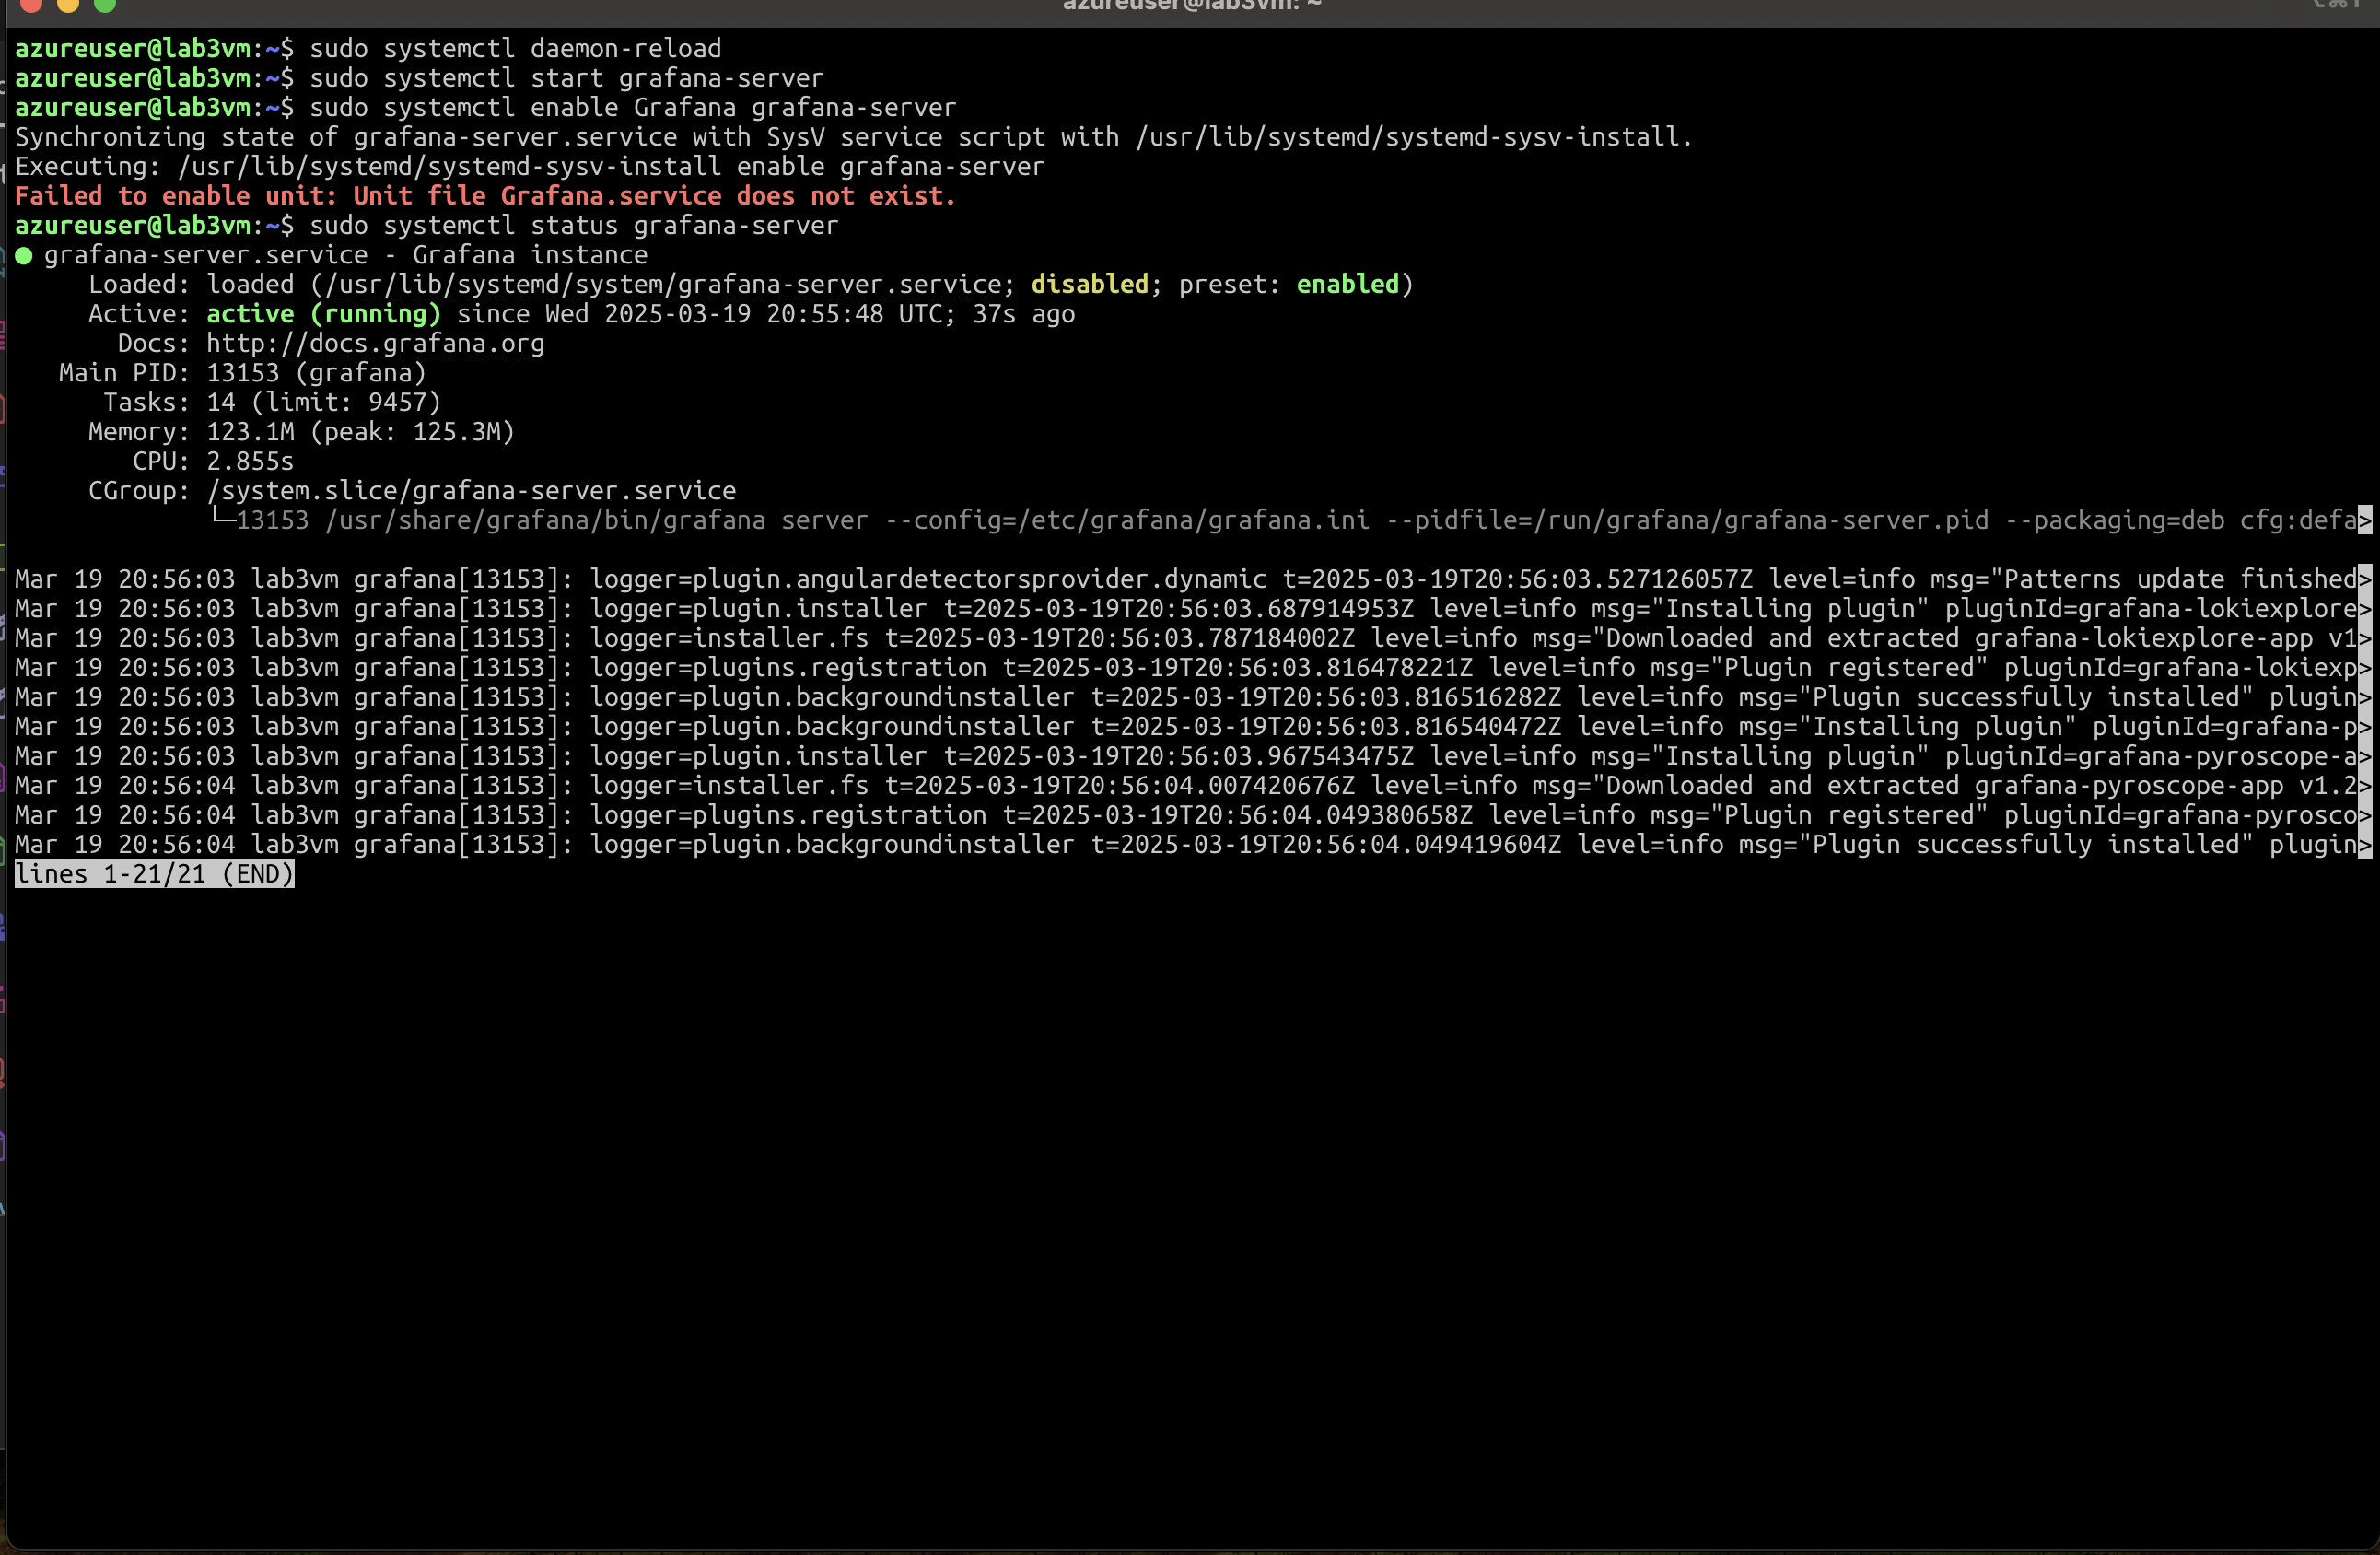 azureuser@lab3vm: ~
azureuser@lab3vm:~$ sudo systemctl daemon-reload
azureuser@lab3vm:~$ sudo systemctl start grafana-server
azureuser@lab3vm:~$ sudo systemctl enable Grafana grafana-server
Synchronizing state of grafana-server.service with SysV service script with /usr/lib/systemd/systemd-sysv-install.
Executing: /usr/lib/systemd/systemd-sysv-install enable grafana-server
Failed to enable unit: Unit file Grafana.service does not exist.
azureuser@lab3vm:~$ sudo systemctl status grafana-server
● grafana-server.service - Grafana instance
     Loaded: loaded (/usr/lib/systemd/system/grafana-server.service; disabled; preset: enabled)
     Active: active (running) since Wed 2025-03-19 20:55:48 UTC; 37s ago
       Docs: http://docs.grafana.org
   Main PID: 13153 (grafana)
      Tasks: 14 (limit: 9457)
     Memory: 123.1M (peak: 125.3M)
        CPU: 2.855s
     CGroup: /system.slice/grafana-server.service
             └─13153 /usr/share/grafana/bin/grafana server --config=/etc/grafana/grafana.ini --pidfile=/run/grafana/grafana-server.pid --packaging=deb cfg:defa>
Mar 19 20:56:03 lab3vm grafana[13153]: logger=plugin.angulardetectorsprovider.dynamic t=2025-03-19T20:56:03.527126057Z level=info msg="Patterns update finished>
Mar 19 20:56:03 lab3vm grafana[13153]: logger=plugin.installer t=2025-03-19T20:56:03.687914953Z level=info msg="Installing plugin" pluginId=grafana-lokiexplore>
Mar 19 20:56:03 lab3vm grafana[13153]: logger=installer.fs t=2025-03-19T20:56:03.787184002Z level=info msg="Downloaded and extracted grafana-lokiexplore-app v1>
Mar 19 20:56:03 lab3vm grafana[13153]: logger=plugins.registration t=2025-03-19T20:56:03.816478221Z level=info msg="Plugin registered" pluginId=grafana-lokiexp>
Mar 19 20:56:03 lab3vm grafana[13153]: logger=plugin.backgroundinstaller t=2025-03-19T20:56:03.816516282Z level=info msg="Plugin successfully installed" plugin>
Mar 19 20:56:03 lab3vm grafana[13153]: logger=plugin.backgroundinstaller t=2025-03-19T20:56:03.816540472Z level=info msg="Installing plugin" pluginId=grafana-p>
Mar 19 20:56:03 lab3vm grafana[13153]: logger=plugin.installer t=2025-03-19T20:56:03.967543475Z level=info msg="Installing plugin" pluginId=grafana-pyroscope-a>
Mar 19 20:56:04 lab3vm grafana[13153]: logger=installer.fs t=2025-03-19T20:56:04.007420676Z level=info msg="Downloaded and extracted grafana-pyroscope-app v1.2>
Mar 19 20:56:04 lab3vm grafana[13153]: logger=plugins.registration t=2025-03-19T20:56:04.049380658Z level=info msg="Plugin registered" pluginId=grafana-pyrosco>
Mar 19 20:56:04 lab3vm grafana[13153]: logger=plugin.backgroundinstaller t=2025-03-19T20:56:04.049419604Z level=info msg="Plugin successfully installed" plugin>
lines 1-21/21 (END)